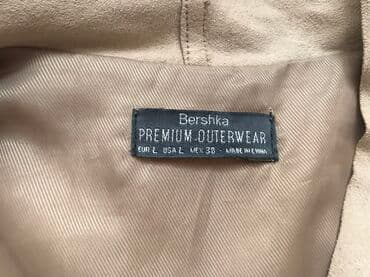 Bershka
PREMIUM OUTERWEAR
EUR L USA L MEX 30 - MADE IN CHINA